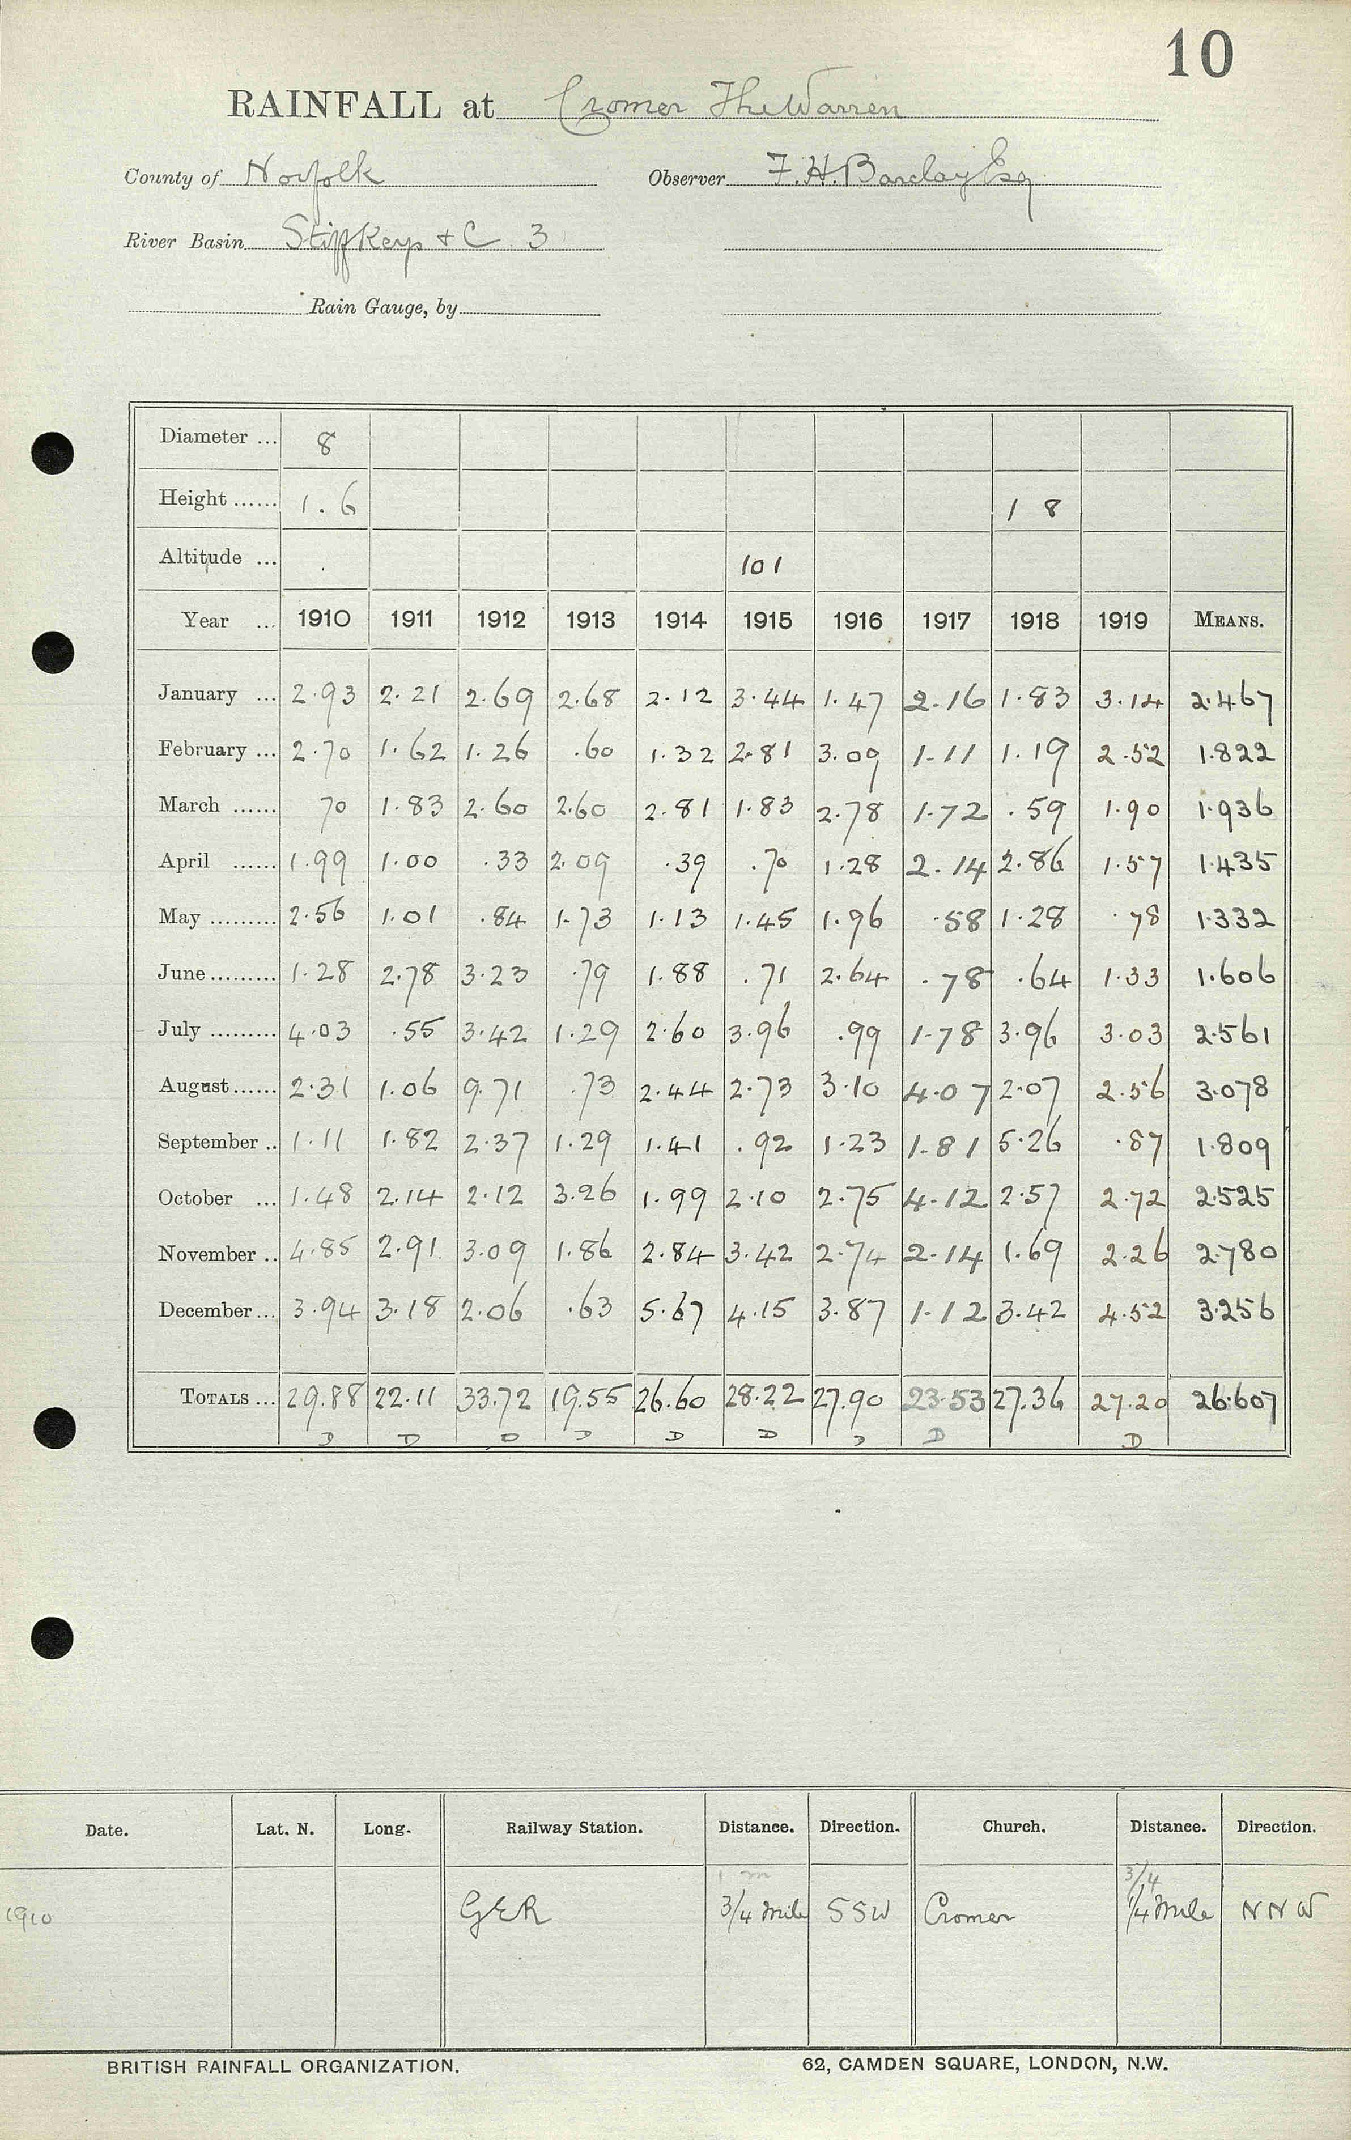 10
RAINFALL at Cromer The Warren
County of Norfolk Observer F. H. Barclay Esq
River Basin Stiffkey + C 3
Rain Gauge, by
Diameter ... 8
Height ...... 1.6 1 8
Altitude ... 101
Year ... 1910 1911 1912 1913 1914 1915 1916 1917 1918 1919 MEANS.
January ... 2.93 2.21 2.69 2.68 2.12 3.44 1.47 2.16 1.83 3.14 2.467
February ... 2.70 1.62 1.26 .60 1.32 2.81 3.09 1.11 1.19 2.52 1.822
March ...... 70 1.83 2.60 2.60 2.81 1.83 2.78 1.72 .59 1.90 1.936
April ...... 1.99 1.00 .33 2.09 .39 .70 1.28 2.14 2.86 1.57 1.435
May ......... 2.56 1.01 .84 1.73 1.13 1.45 1.96 .58 1.28 .78 1.332
June ......... 1.28 2.78 3.23 .79 1.88 .71 2.64 .78 .64 1.33 1.606
July ......... 4.03 .55 3.42 1.29 2.60 3.96 .99 1.78 3.96 3.03 2.561
August ...... 2.31 1.06 9.71 .73 2.44 2.73 3.10 4.07 2.07 2.56 3.078
September .. 1.11 1.82 2.37 1.29 1.41 .92 1.23 1.81 5.26 .87 1.809
October ... 1.48 2.14 2.12 3.26 1.99 2.10 2.75 4.12 2.57 2.72 2.525
November .. 4.85 2.91 3.09 1.86 2.84 3.42 2.74 2.14 1.69 2.26 2.780
December ... 3.94 3.18 2.06 .63 5.67 4.15 3.87 1.12 3.42 4.52 3.256
TOTALS ... 29.88 22.11 33.72 19.55 26.60 28.22 27.90 23.53 27.36 27.20 26.607
D D D D D D D D D
Date. Lat. N. Long. Railway Station. Distance. Direction. Church. Distance. Direction.
1 m 3/4
1910 GER 3/4 Mile SSW Cromer 1/4 Mile NNW
BRITISH RAINFALL ORGANIZATION. 62, CAMDEN SQUARE, LONDON, N.W.